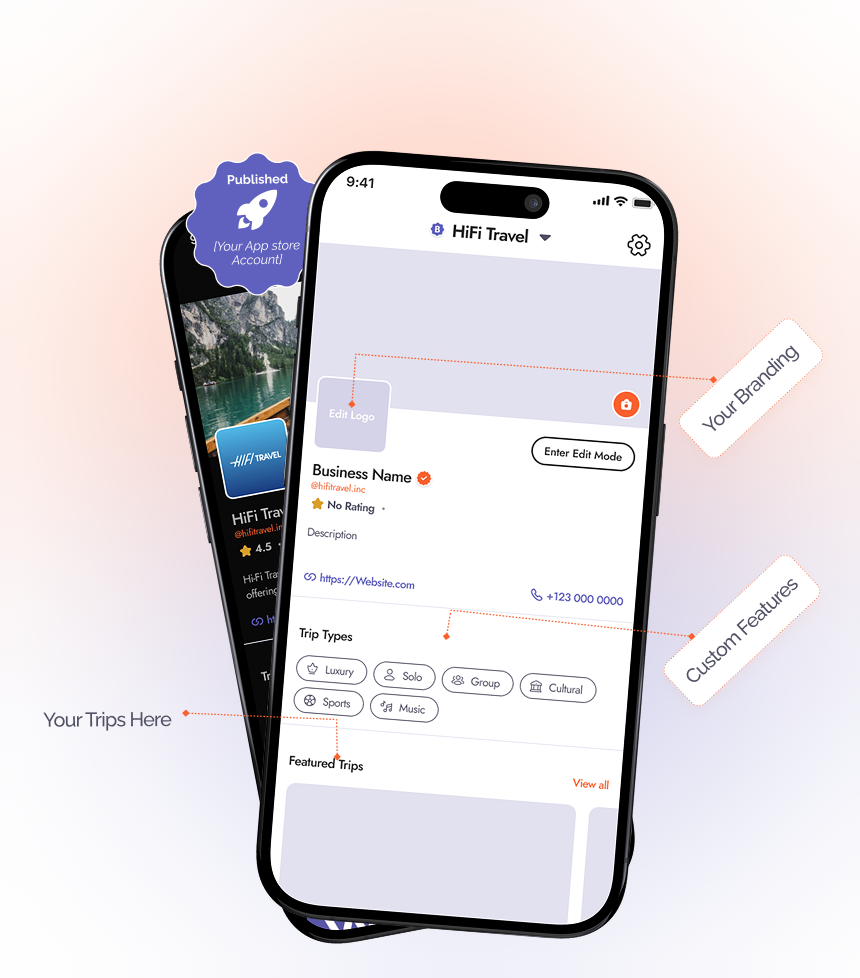 Published
[Your App store
Account]
9:41
HiFi Travel
Your Branding
Edit Logo
Enter Edit Mode
HIFI TRAVEL
Business Name
@hifitravel.inc
No Rating
Description
https://Website.com
+123 000 0000
HiFi Trav
@hifitravel.in
4.5
Hi-Fi Tra
offering
ht
Custom Features
Trip Types
Luxury
Solo
Group
Cultural
Sports
Music
Tr
Your Trips Here
Featured Trips
View all